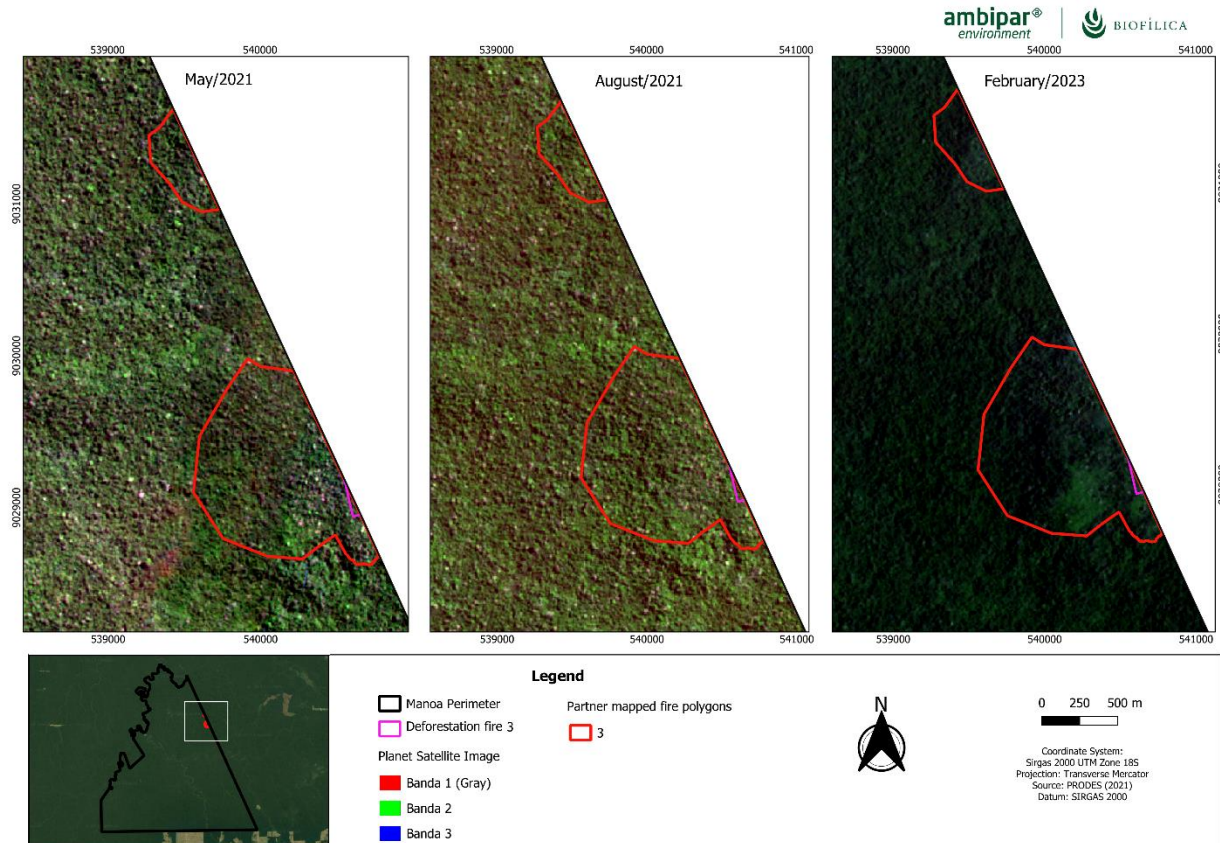 ambipar®
environment
BIOFÍLICA
539000
540000
539000
540000
541000
539000
540000
541000
May/2021
August/2021
February/2023
9031000
9030000
9029000
539000
540000
539000
540000
541000
539000
540000
541000
Legend
Manoa Perimeter
Deforestation fire 3
Planet Satellite Image
Banda 1 (Gray)
Banda 2
Banda 3
Partner mapped fire polygons
3
N
0 250 500 m
Coordinate System:
Sirgas 2000 UTM Zone 18S
Projection: Transverse Mercator
Source: PRODES (2021)
Datum: SIRGAS 2000